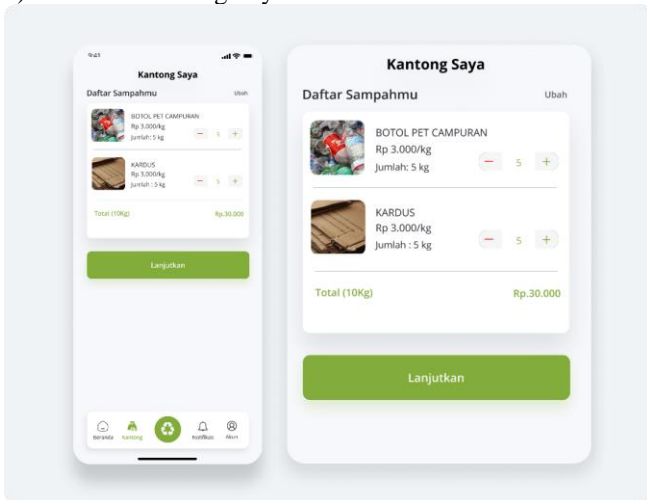 9:41
Kantong Saya
Daftar Sampahmu
Ubah
BOTOL PET CAMPURAN
Rp 3.000/kg
Jumlah: 5 kg
− 5 +
KARDUS
Rp 3.000/kg
Jumlah : 5 kg
− 5 +
Total (10Kg)
Rp.30.000
Lanjutkan
Beranda
Kantong
Notifikasi
Akun
Kantong Saya
Daftar Sampahmu
Ubah
BOTOL PET CAMPURAN
Rp 3.000/kg
Jumlah: 5 kg
− 5 +
KARDUS
Rp 3.000/kg
Jumlah : 5 kg
− 5 +
Total (10Kg)
Rp.30.000
Lanjutkan